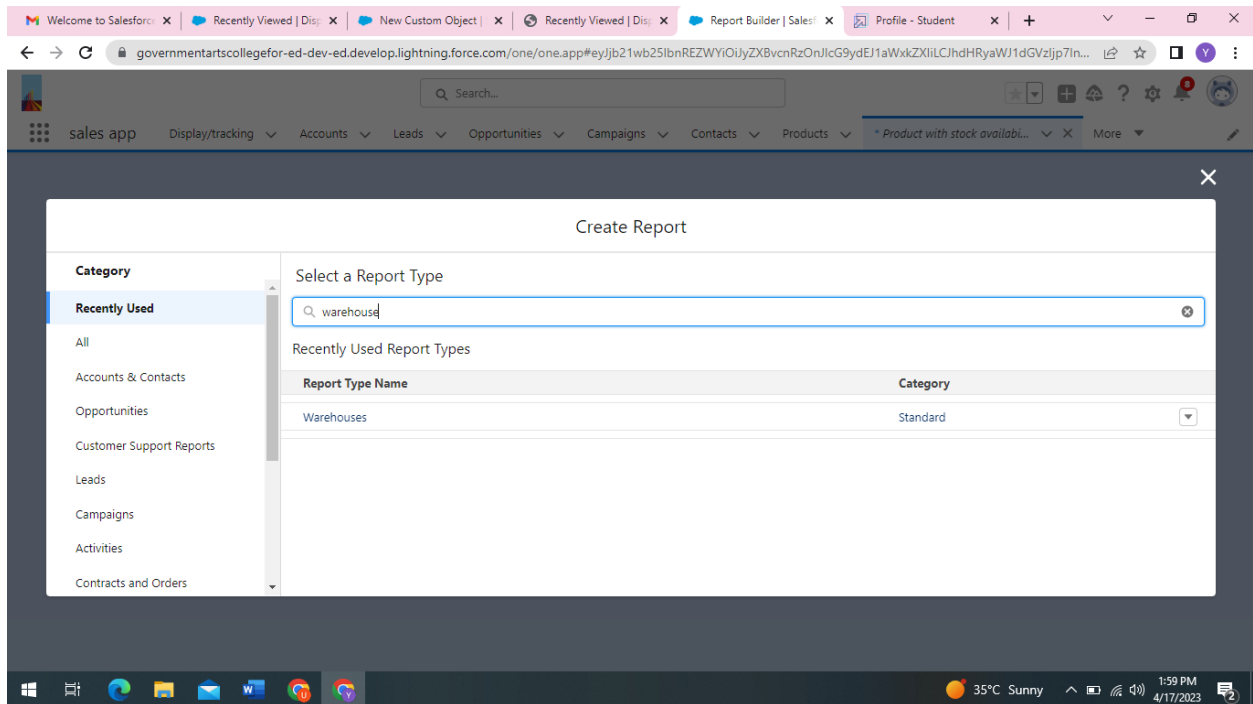 Welcome to Salesforc
Recently Viewed | Disp
New Custom Object |
Recently Viewed | Disp
Report Builder | Salesf
Profile - Student
governmentartscollegefor-ed-dev-ed.develop.lightning.force.com/one/one.app#eyJjb21wb25lbnREZWYiOiJyZXBvcnRzOnJlcG9ydEJ1aWxkZXIiLCJhdHRyaWJ1dGVzIjp7In...
Y
Search...
8
sales app Display/tracking Accounts Leads Opportunities Campaigns Contacts Products * Product with stock availabi... More
Create Report
Category
Recently Used
All
Accounts & Contacts
Opportunities
Customer Support Reports
Leads
Campaigns
Activities
Contracts and Orders
Select a Report Type
warehouse
Recently Used Report Types
Report Type Name Category
Warehouses Standard
35°C Sunny
1:59 PM
4/17/2023
2